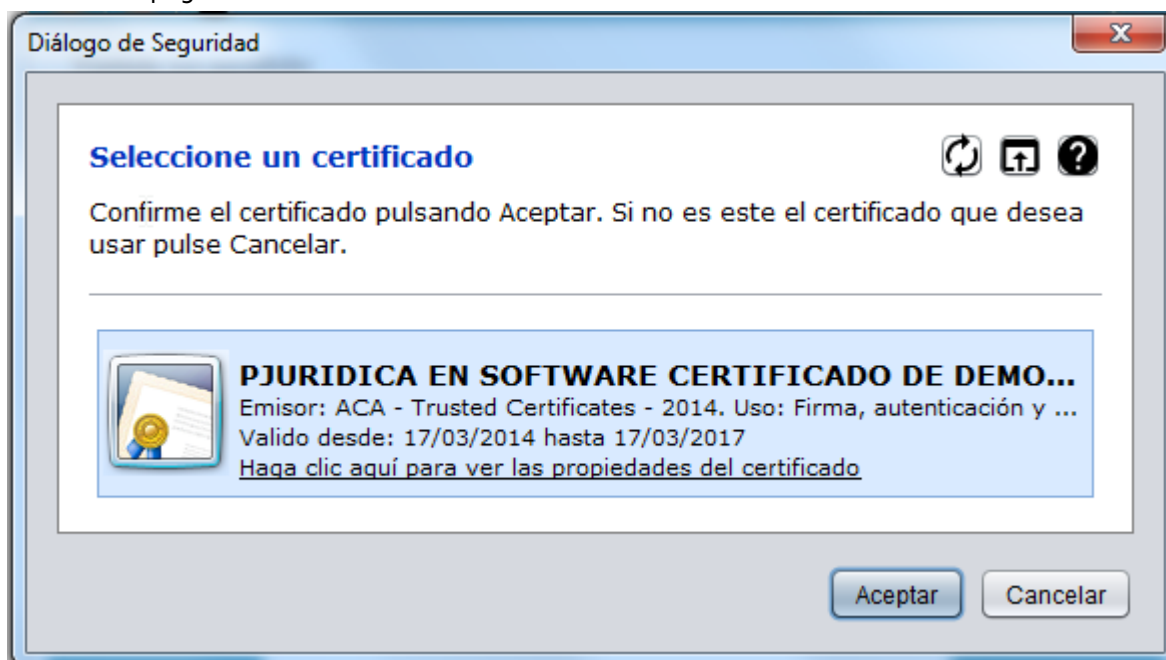 Diálogo de Seguridad
Seleccione un certificado
Confirme el certificado pulsando Aceptar. Si no es este el certificado que desea
usar pulse Cancelar.
PJURIDICA EN SOFTWARE CERTIFICADO DE DEMO...
Emisor: ACA - Trusted Certificates - 2014. Uso: Firma, autenticación y ...
Valido desde: 17/03/2014 hasta 17/03/2017
Haga clic aquí para ver las propiedades del certificado
Aceptar Cancelar